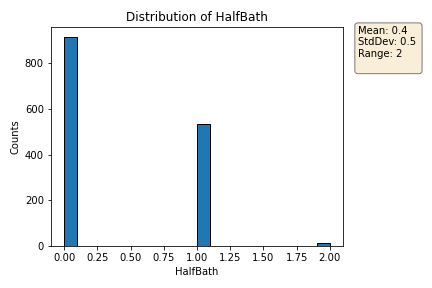 Distribution of HalfBath
Mean: 0.4
StdDev: 0.5
Range: 2
Counts
800
600
400
200
0
0.00 0.25 0.50 0.75 1.00 1.25 1.50 1.75 2.00
HalfBath